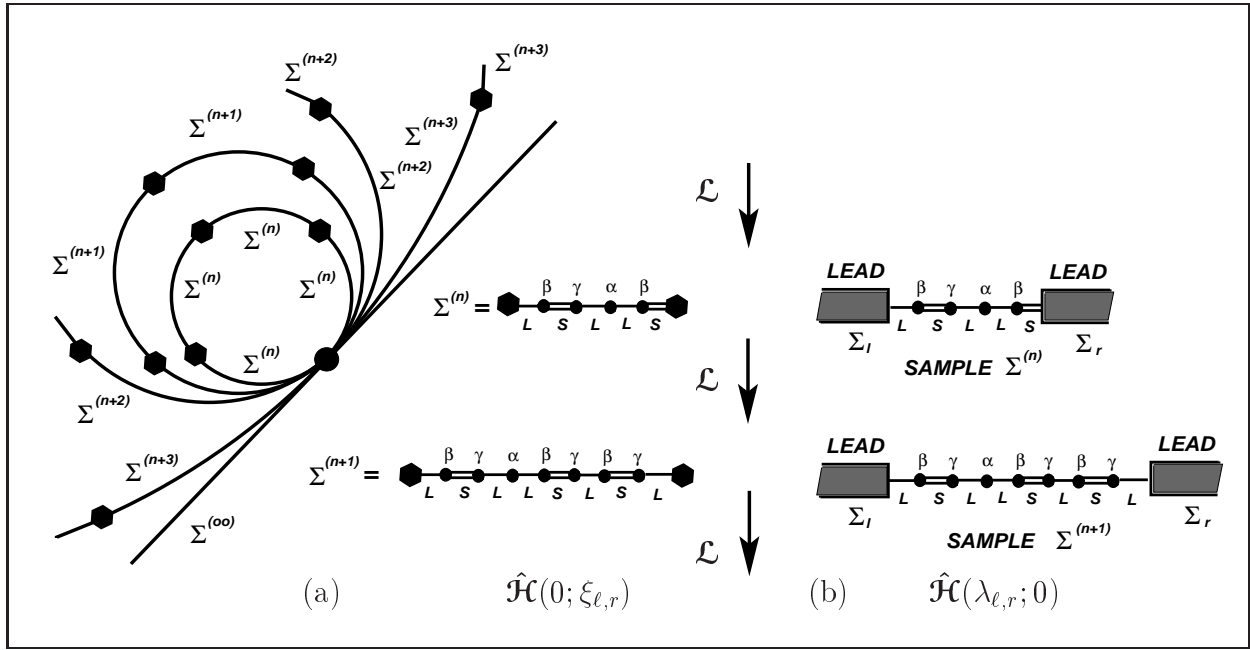 Σ^(n+2)
Σ^(n+3)
Σ^(n+1)
Σ^(n+3)
Σ^(n+2)
Σ^(n)
Σ^(n+1)
Σ^(n)
Σ^(n)
Σ^(n)
Σ^(n+2)
Σ^(n+3)
Σ^(oo)
ℒ
β γ α β
Σ^(n) =
L S L L S
ℒ
β γ α β γ β γ
Σ^(n+1) =
L S L L S L S L
ℒ
LEAD LEAD
β γ α β
L S L L S
Σ_l Σ_r
SAMPLE Σ^(n)
LEAD LEAD
β γ α β γ β γ
L S L L S L S L
Σ_l Σ_r
SAMPLE Σ^(n+1)
(a) Ĥ(0; ξ_ℓ,r) (b) Ĥ(λ_ℓ,r; 0)